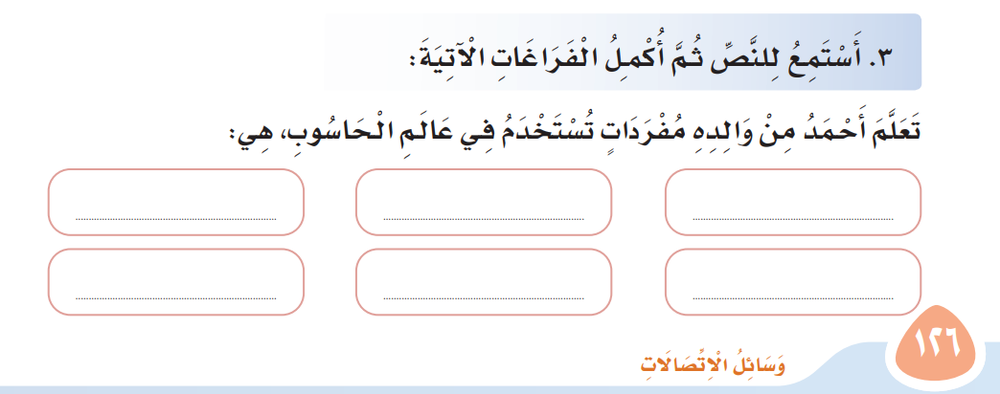 ٣. أَسْتَمِعُ لِلنَّصِّ ثُمَّ أُكْمِلُ الْفَرَاغَاتِ الْآتِيَةَ:
تَعَلَّمَ أَحْمَدُ مِنْ وَالِدِهِ مُفْرَدَاتٍ تُسْتَخْدَمُ فِي عَالَمِ الْحَاسُوبِ، هِي:
........................................ ........................................ ........................................
........................................ ........................................ ........................................
١٢٦
وَسَائِلُ الْاِتِّصَالَاتِ